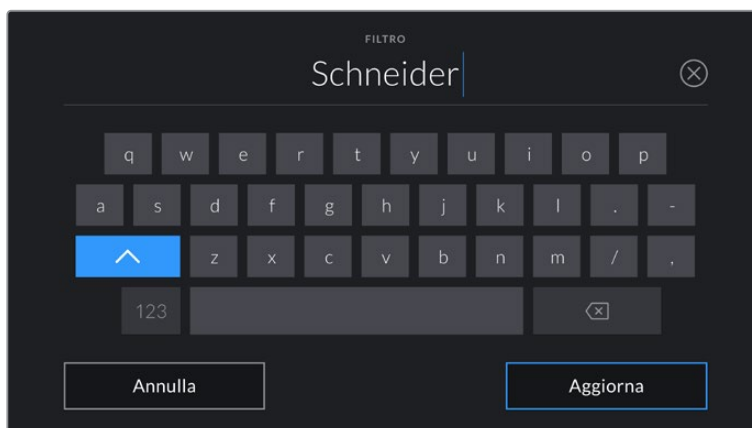 FILTRO
Schneider
q w e r t y u i o p
a s d f g h j k l . -
z x c v b n m / ,
123
Annulla Aggiorna